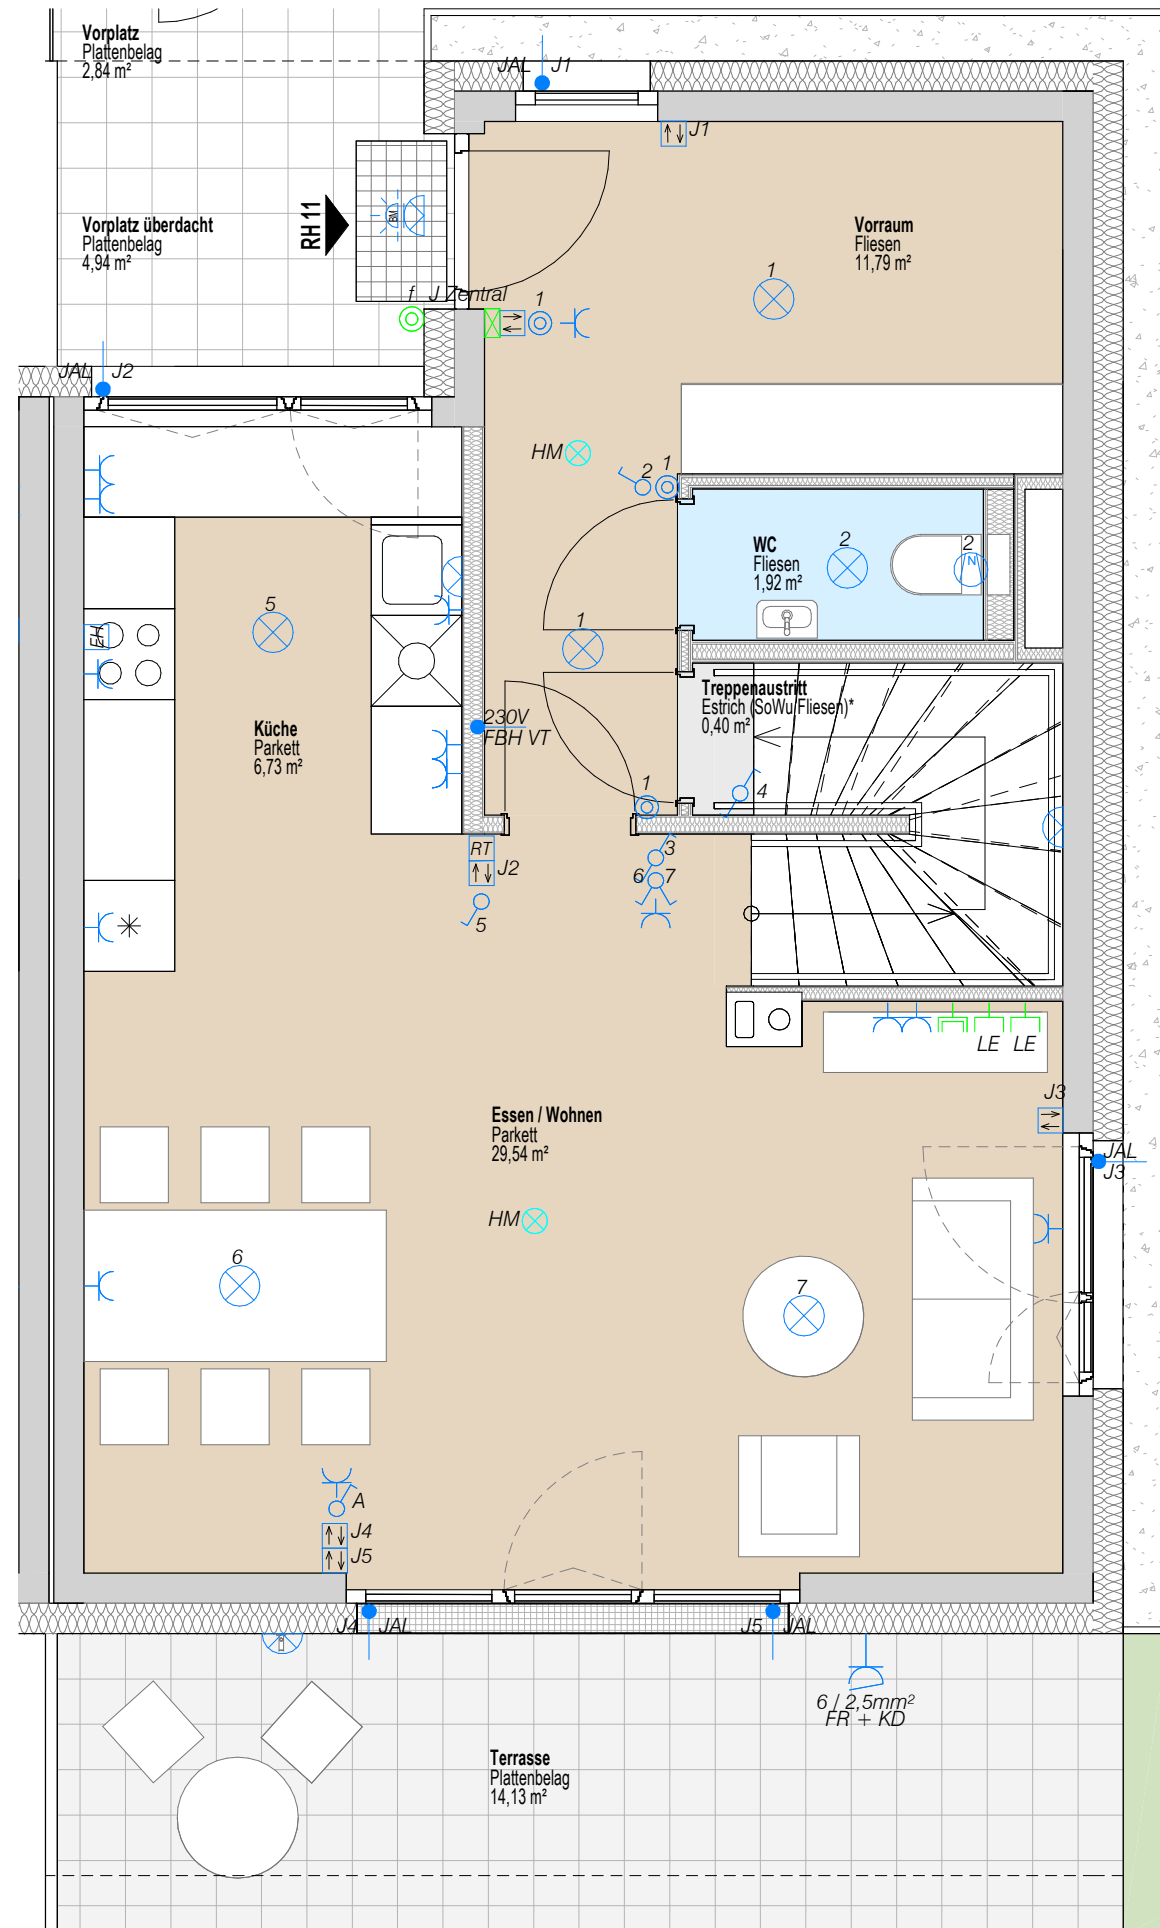 Vorplatz
Plattenbelag
2,84 m²
JAL J1
J1
Vorplatz überdacht
Plattenbelag
4,94 m²
RH 11
BM
Vorraum
Fliesen
11,79 m²
1
f J Zentral
1
JAL J2
HM
2 1
WC
Fliesen
1,92 m²
2
2
N
5
1
EH
Treppenaustritt
Estrich (SoWu Fliesen)*
0,40 m²
Küche
Parkett
6,73 m²
230V
FBH VT
4
1
RT
J2
3
6 7
5
LE LE
J3
Essen / Wohnen
Parkett
29,54 m²
JAL
J3
HM
6
7
A
J4
J5
J4 JAL
J5 JAL
6 / 2,5mm²
FR + KD
Terrasse
Plattenbelag
14,13 m²